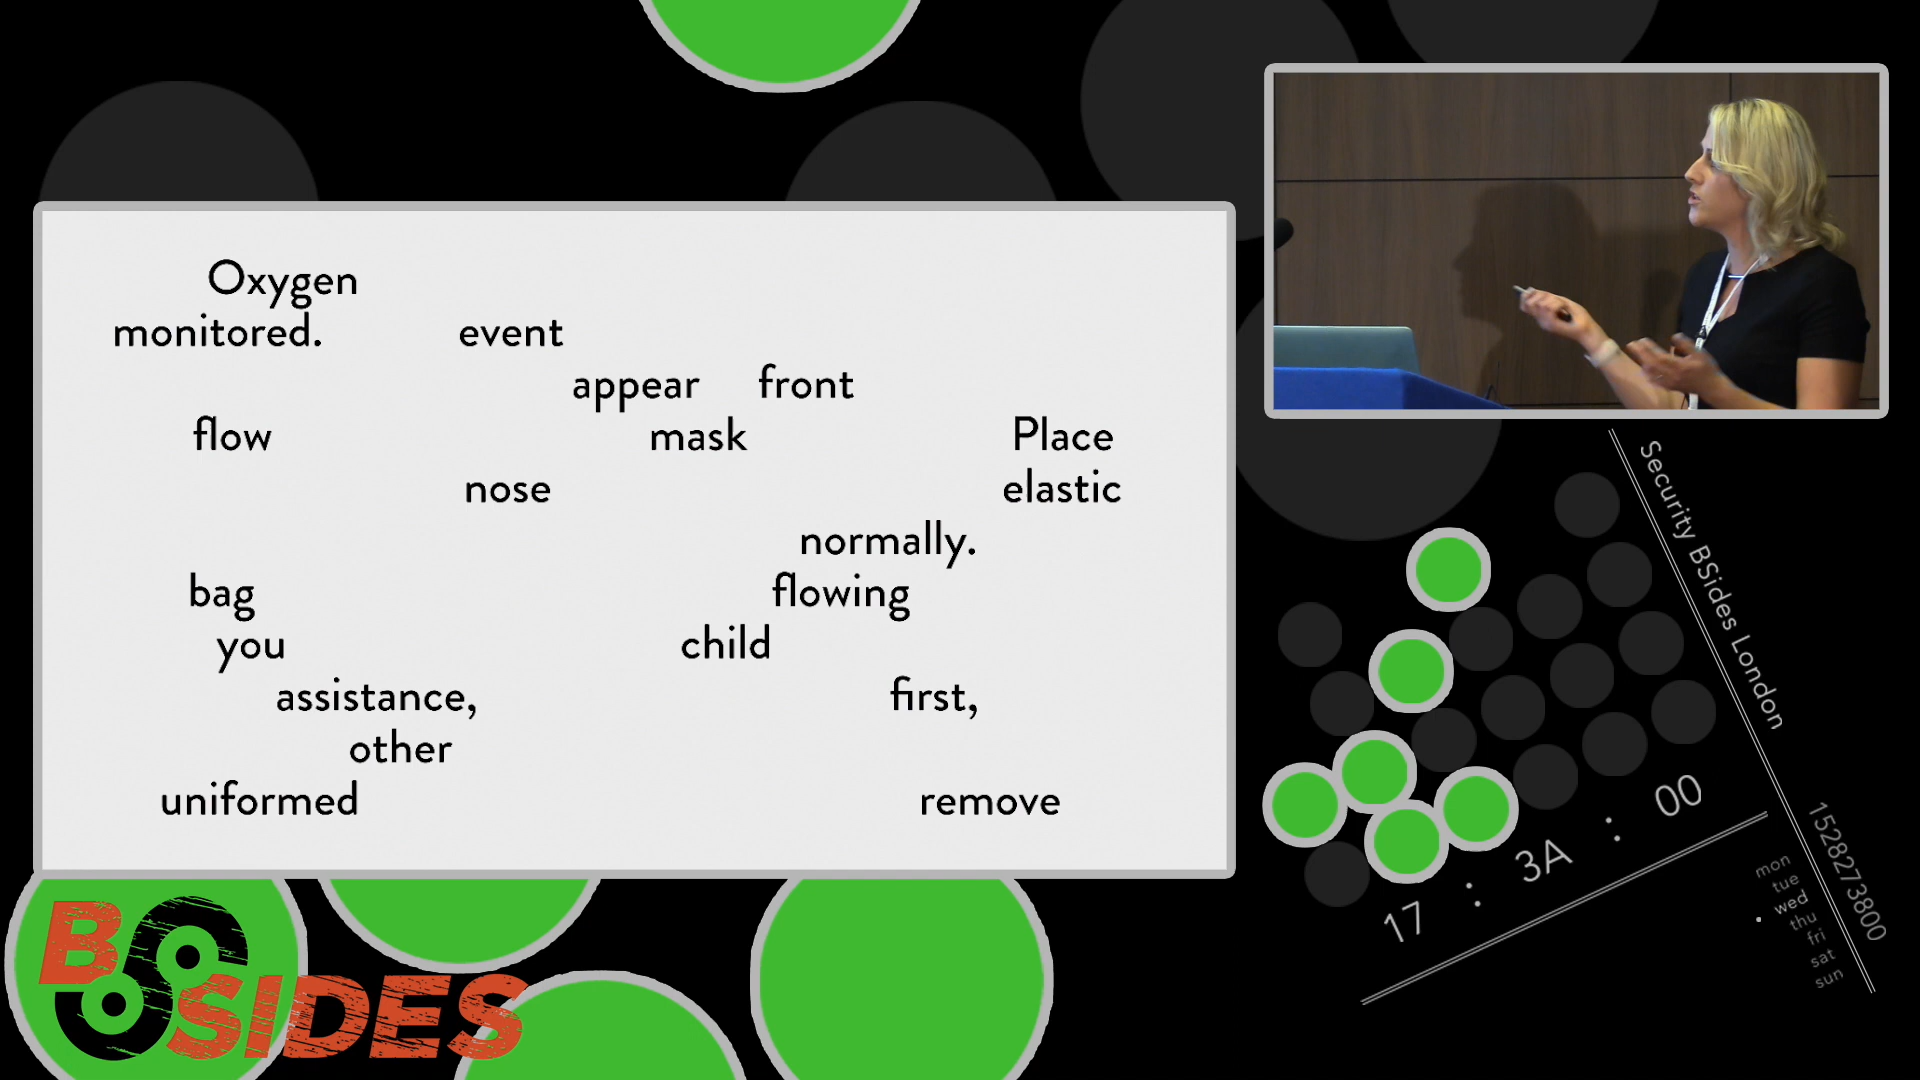 Oxygen
monitored. event
appear front
flow mask Place
nose elastic
normally.
bag flowing
you child
assistance, first,
other
uniformed remove
BSIDES
Security BSides London
17 : 3A : 00
1528273800
mon
tue
wed
thu
fri
sat
sun